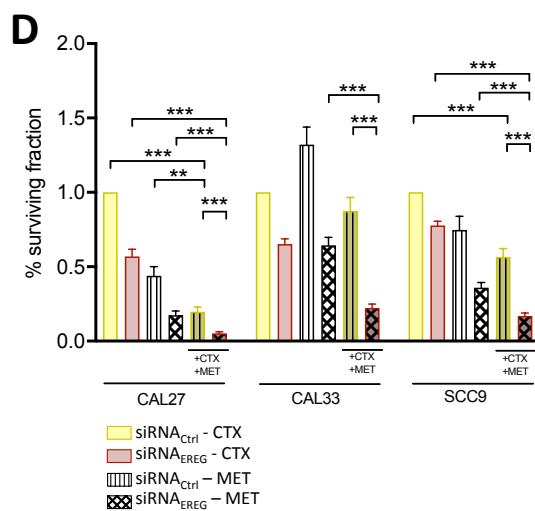 D
% surviving fraction
2.0
1.5
1.0
0.5
0.0
***
***
***
**
***
***
***
***
***
***
***
+CTX
+MET
+CTX
+MET
+CTX
+MET
CAL27
CAL33
SCC9
siRNACtrl - CTX
siRNAEREG - CTX
siRNACtrl – MET
siRNAEREG – MET